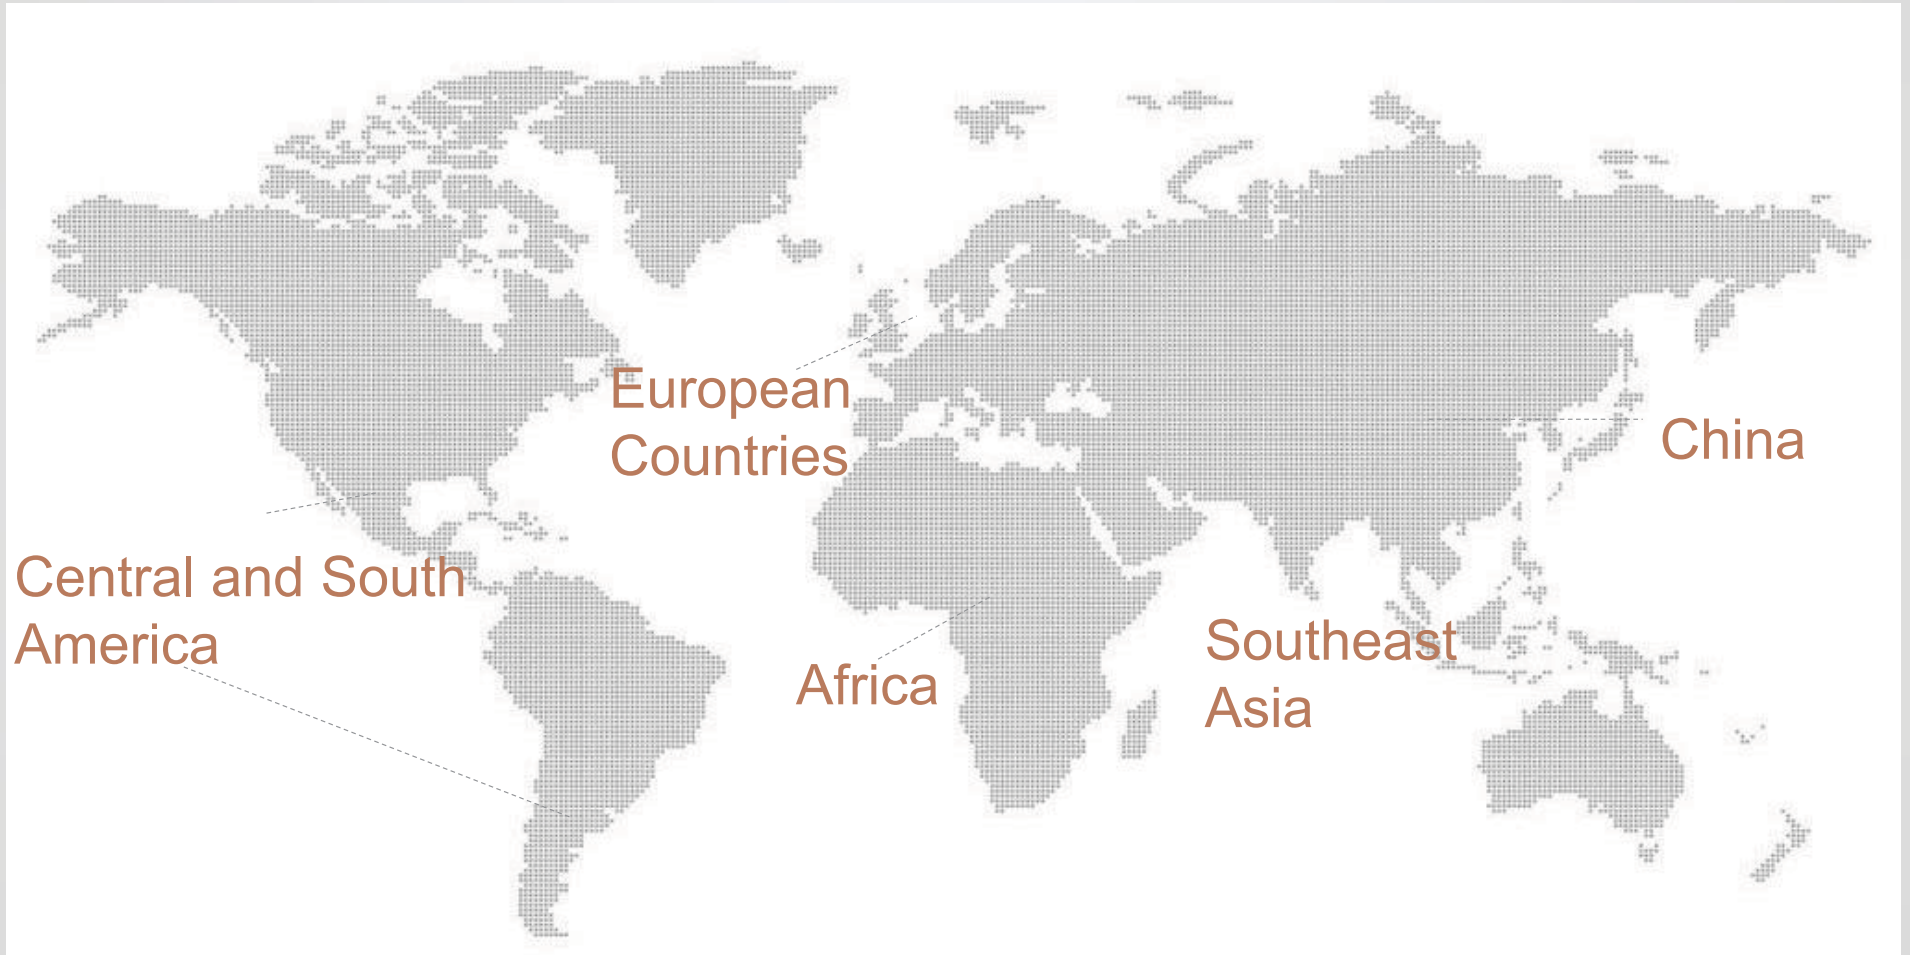 European
Countries
China
Central and South
America
Africa
Southeast
Asia